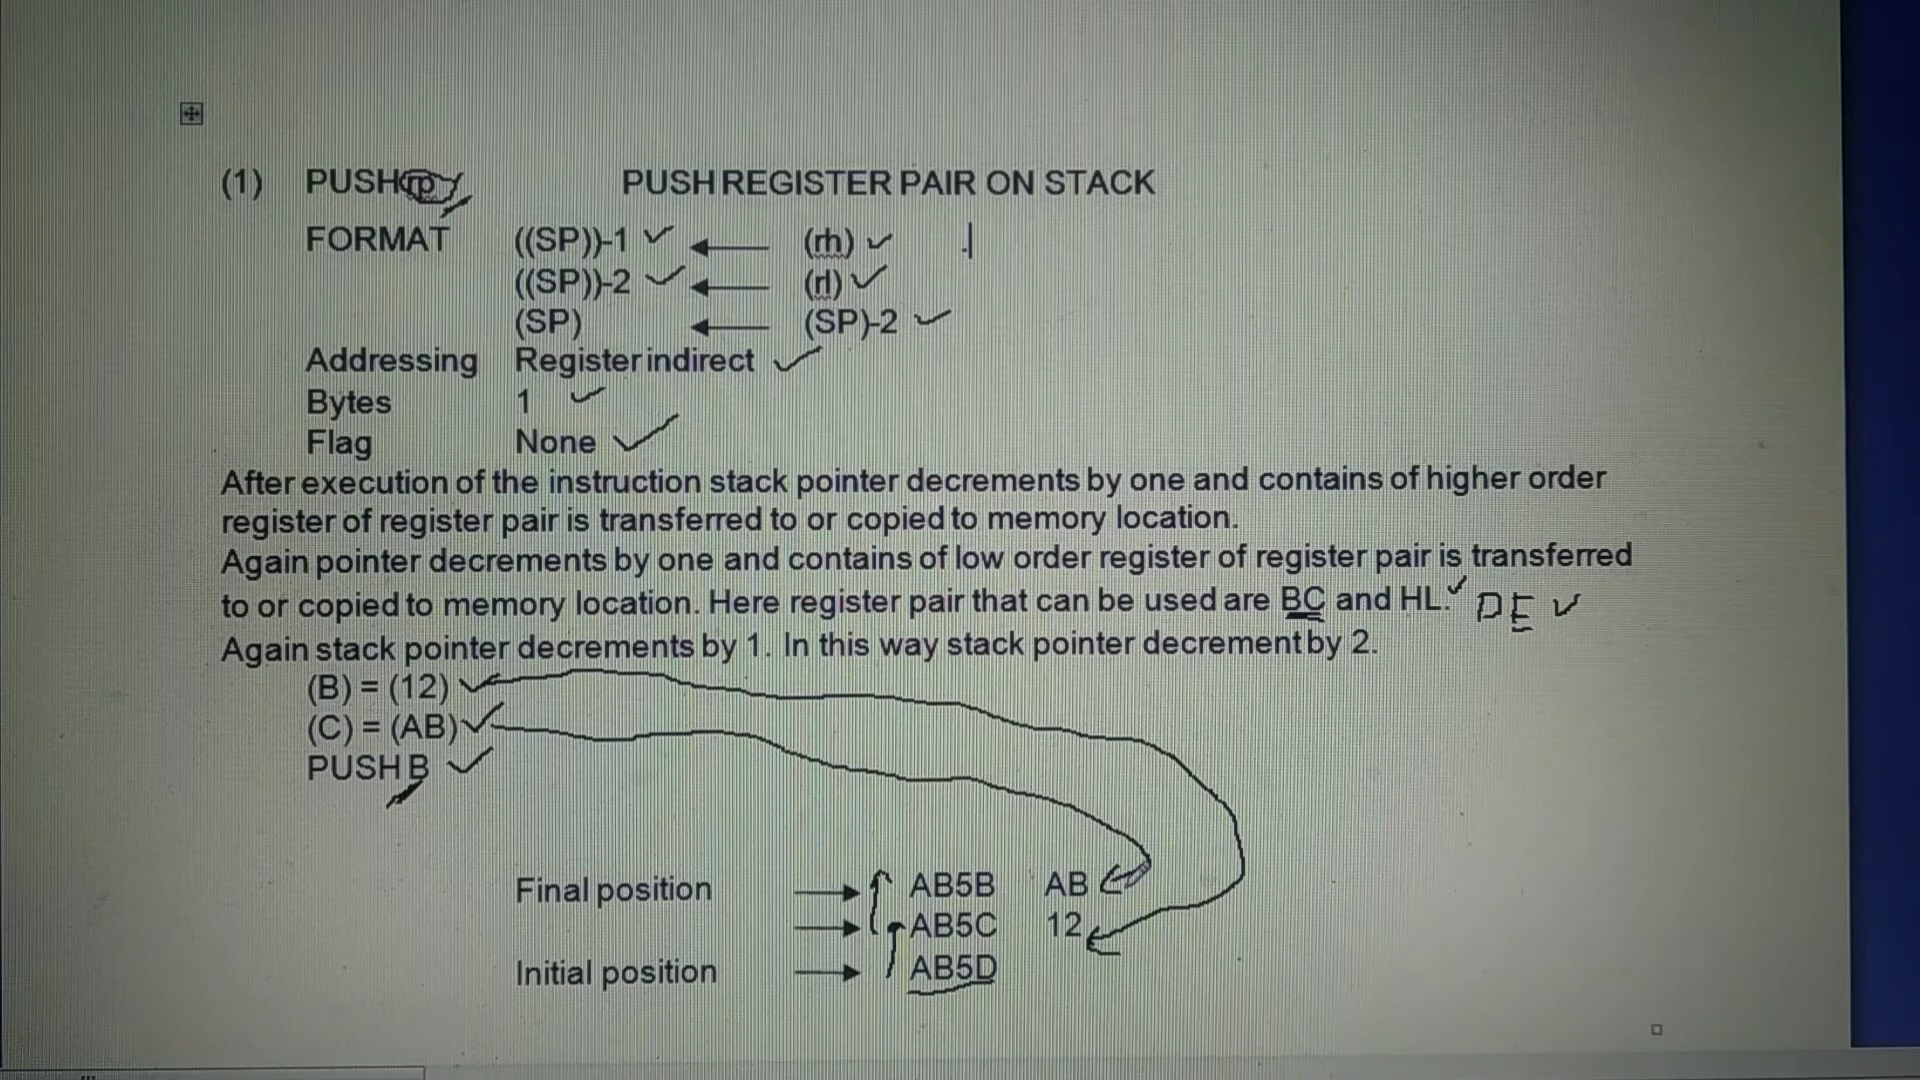 (1) PUSH rp PUSH REGISTER PAIR ON STACK
FORMAT ((SP))-1 ← (rh)
((SP))-2 ← (rl)
(SP) ← (SP)-2
Addressing Register indirect
Bytes 1
Flag None
After execution of the instruction stack pointer decrements by one and contains of higher order
register of register pair is transferred to or copied to memory location.
Again pointer decrements by one and contains of low order register of register pair is transferred
to or copied to memory location. Here register pair that can be used are BC and HL. DE
Again stack pointer decrements by 1. In this way stack pointer decrement by 2.
(B) = (12)
(C) = (AB)
PUSH B
Final position → AB5B AB
→ AB5C 12
Initial position → AB5D